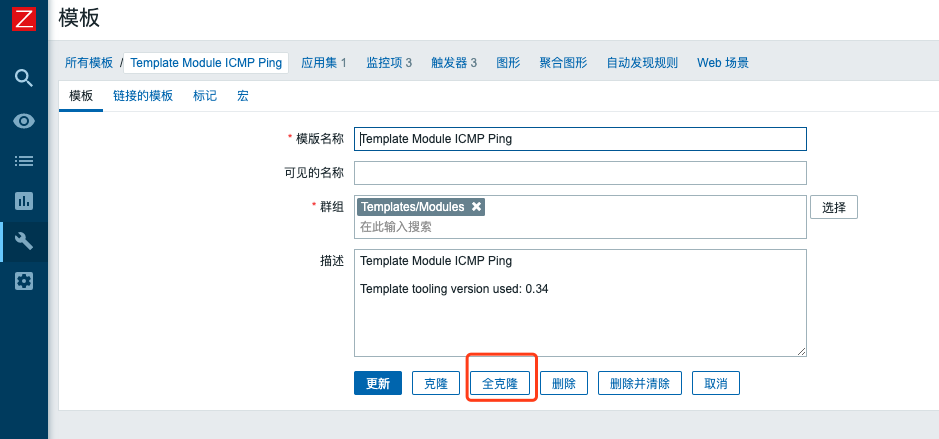 Z
模板
所有模板 / Template Module ICMP Ping 应用集 1 监控项 3 触发器 3 图形 聚合图形 自动发现规则 Web 场景
模板 链接的模板 标记 宏
* 模版名称 Template Module ICMP Ping
可见的名称
* 群组 Templates/Modules ✖ 选择
在此输入搜索
描述 Template Module ICMP Ping
Template tooling version used: 0.34
更新 克隆 全克隆 删除 删除并清除 取消